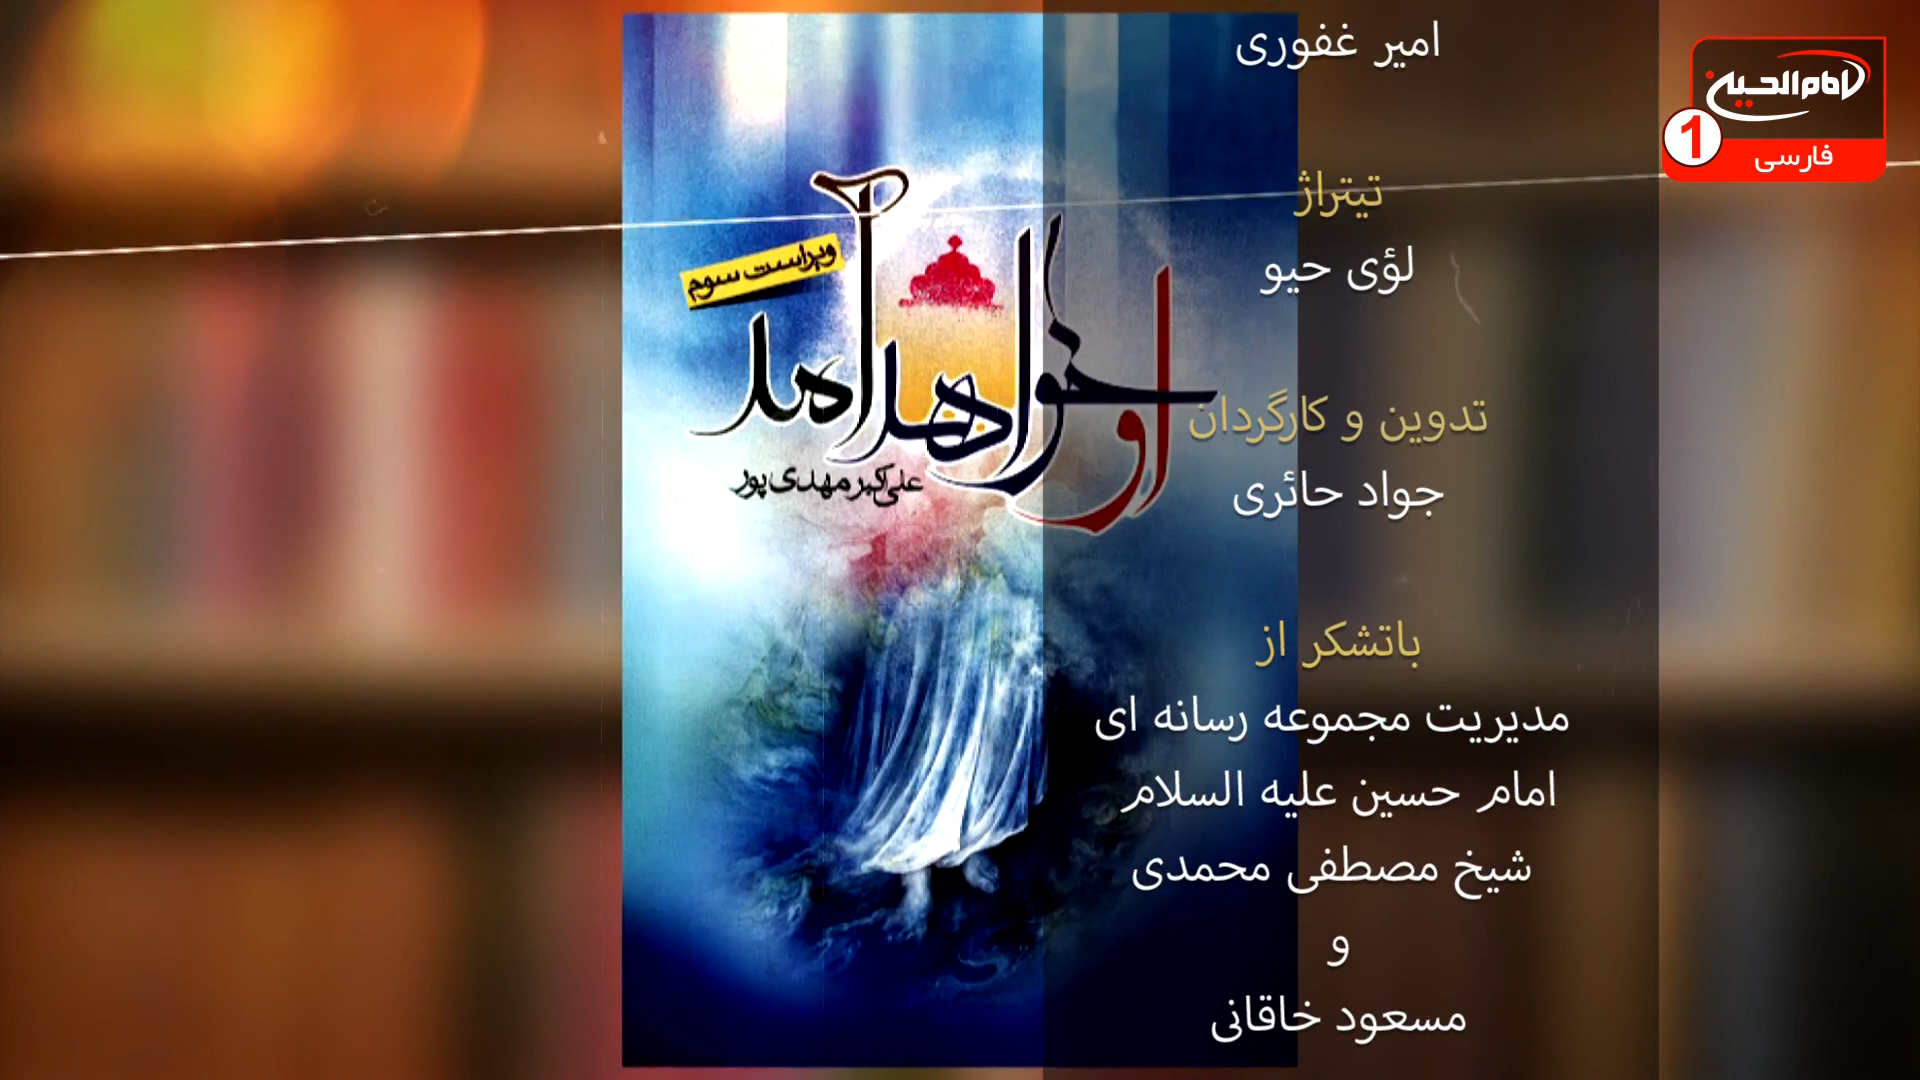 امیر غفوری
تیتراژ
لؤی حیو
تدوین و کارگردان
جواد حائری
باتشکر از
مدیریت مجموعه رسانه ای
امام حسین علیه السلام
شیخ مصطفی محمدی
و
مسعود خاقانی
امام الحسین
1
فارسی
ویراست سوم
او خواهد آمد
علی اکبر مهدی پور